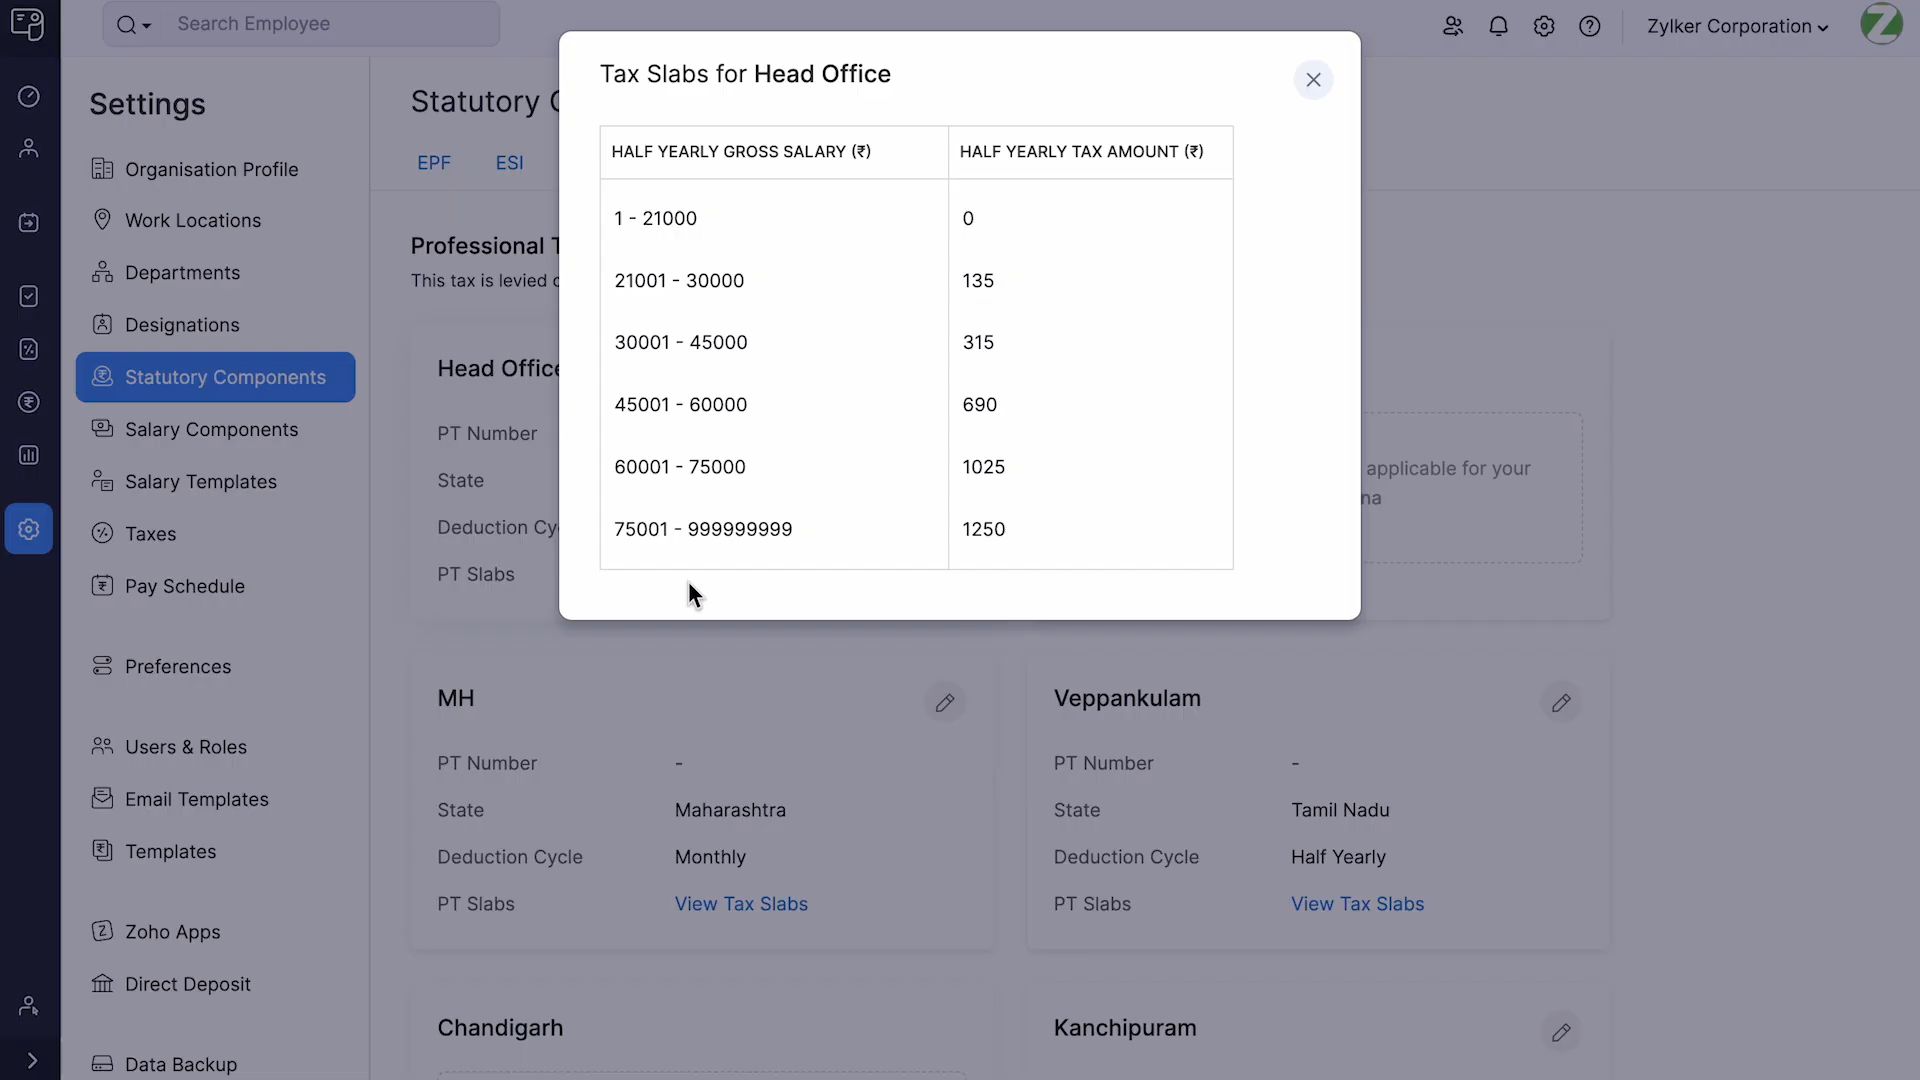 Search Employee
Zylker Corporation
Settings
Organisation Profile
Work Locations
Departments
Designations
Statutory Components
Salary Components
Salary Templates
Taxes
Pay Schedule
Preferences
Users & Roles
Email Templates
Templates
Zoho Apps
Direct Deposit
Data Backup
Statutory
EPF
ESI
Professional
This tax is levied
Head Office
PT Number
State
Deduction Cy
PT Slabs
Tax Slabs for Head Office
HALF YEARLY GROSS SALARY (₹) HALF YEARLY TAX AMOUNT (₹)
1 - 21000 0
21001 - 30000 135
30001 - 45000 315
45001 - 60000 690
60001 - 75000 1025
75001 - 999999999 1250
applicable for your
na
MH
PT Number -
State Maharashtra
Deduction Cycle Monthly
PT Slabs View Tax Slabs
Veppankulam
PT Number -
State Tamil Nadu
Deduction Cycle Half Yearly
PT Slabs View Tax Slabs
Chandigarh
Kanchipuram